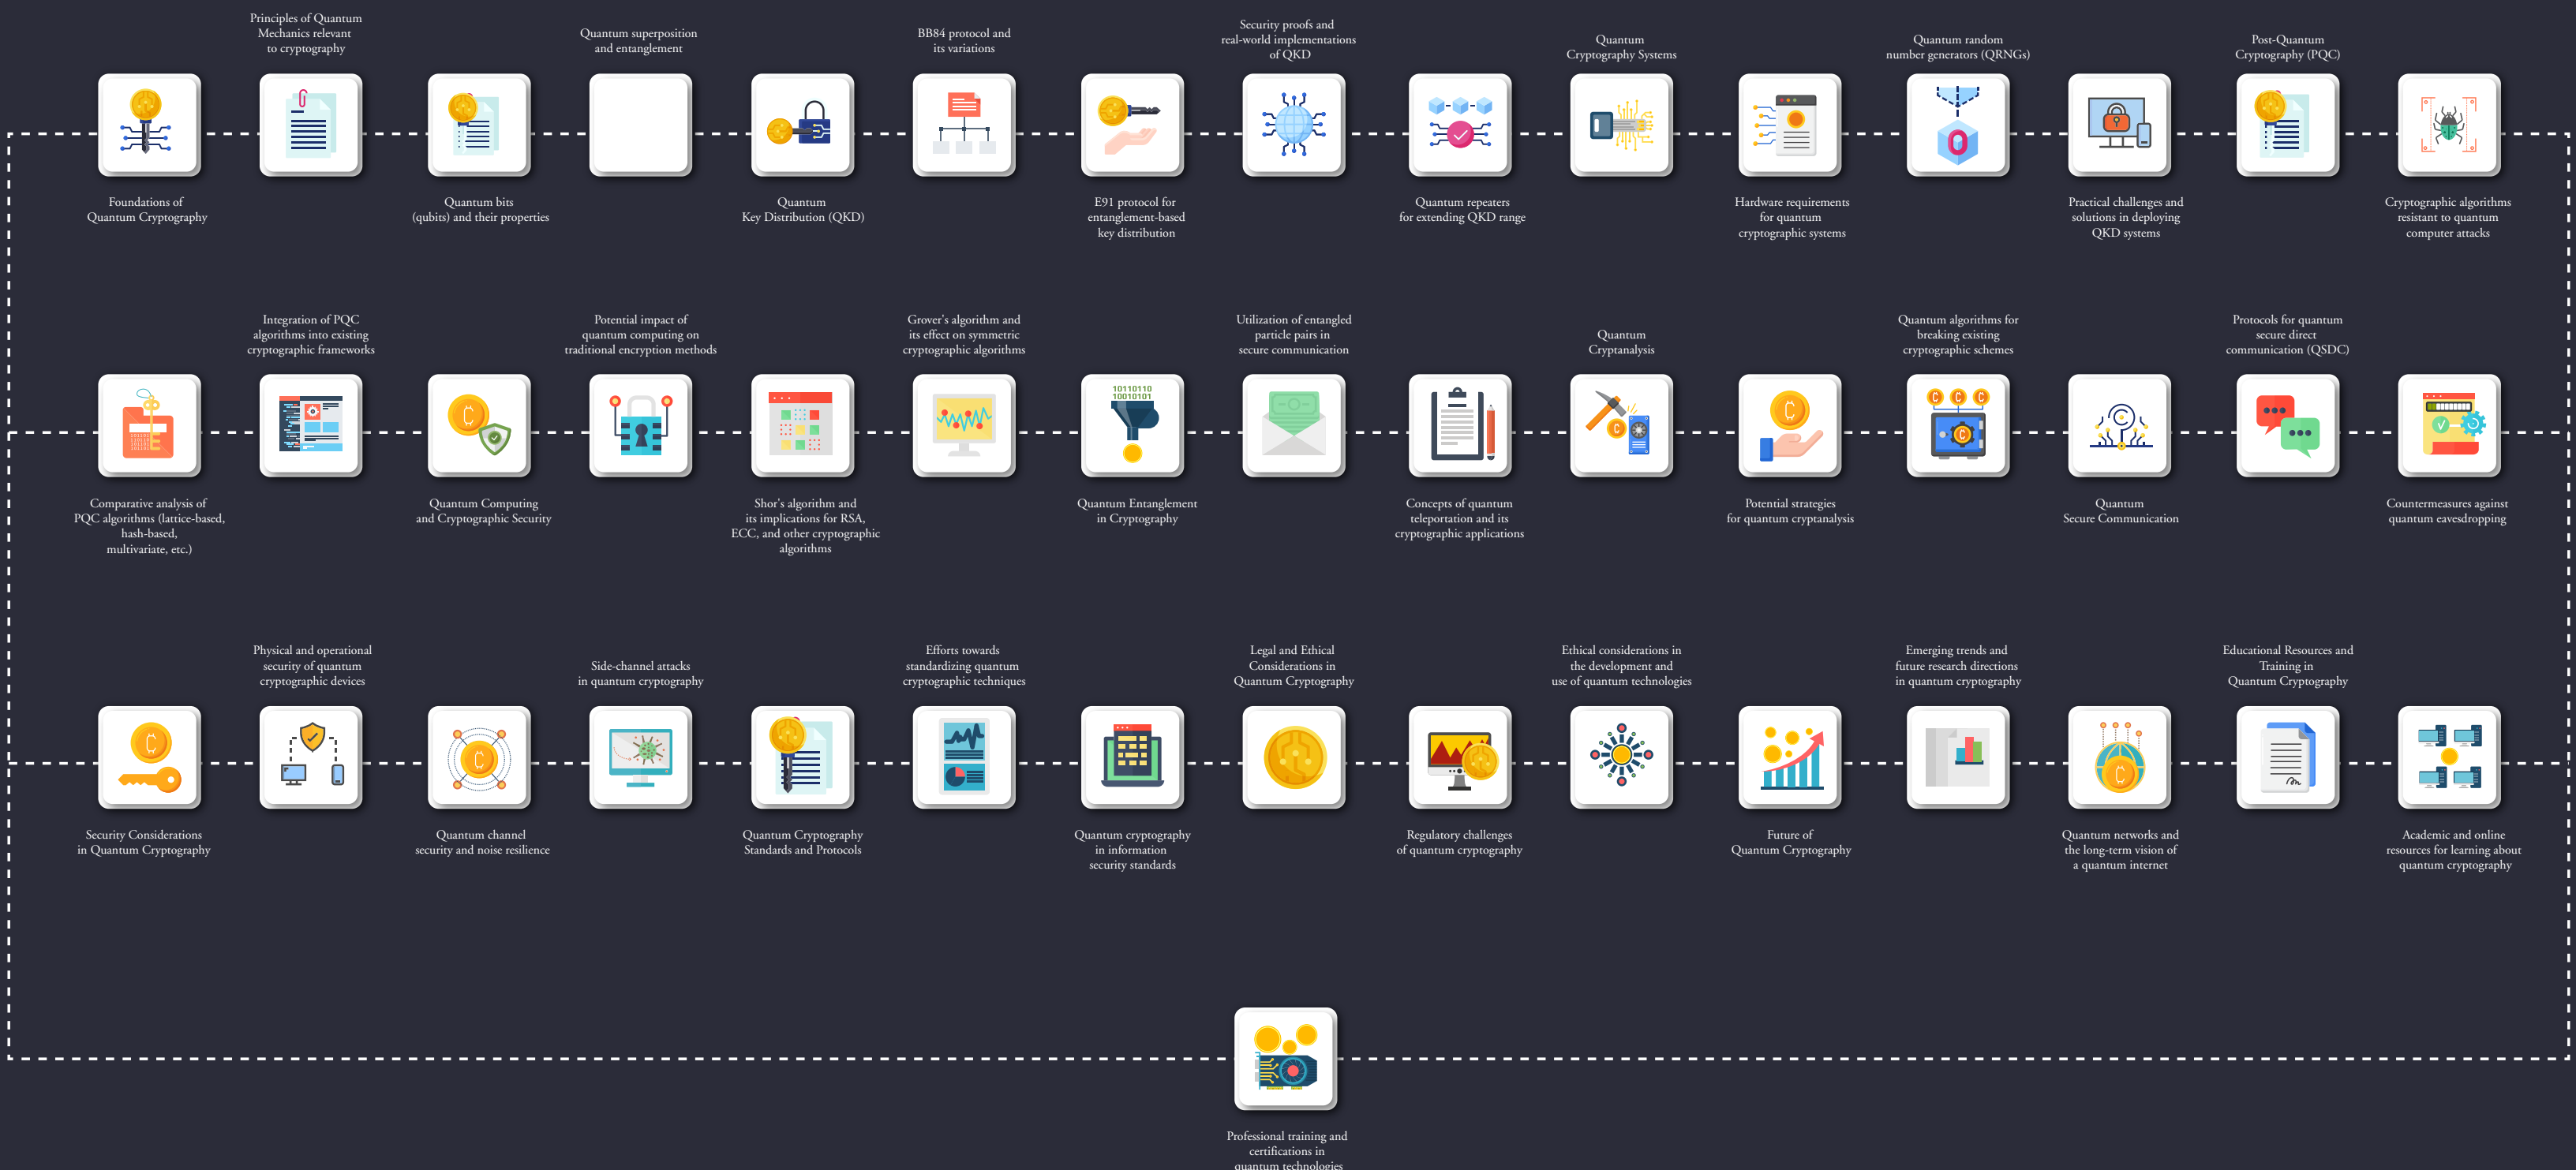 Principles of Quantum
Mechanics relevant
to cryptography
Quantum superposition
and entanglement
BB84 protocol and
its variations
Security proofs and
real-world implementations
of QKD
Quantum
Cryptography Systems
Quantum random
number generators (QRNGs)
Post-Quantum
Cryptography (PQC)
Foundations of
Quantum Cryptography
Quantum bits
(qubits) and their properties
Quantum
Key Distribution (QKD)
E91 protocol for
entanglement-based
key distribution
Quantum repeaters
for extending QKD range
Hardware requirements
for quantum
cryptographic systems
Practical challenges and
solutions in deploying
QKD systems
Cryptographic algorithms
resistant to quantum
computer attacks
Integration of PQC
algorithms into existing
cryptographic frameworks
Potential impact of
quantum computing on
traditional encryption methods
Grover's algorithm and
its effect on symmetric
cryptographic algorithms
Utilization of entangled
particle pairs in
secure communication
Quantum
Cryptanalysis
Quantum algorithms for
breaking existing
cryptographic schemes
Protocols for quantum
secure direct
communication (QSDC)
10110110
10010101
Comparative analysis of
PQC algorithms (lattice-based,
hash-based,
multivariate, etc.)
Quantum Computing
and Cryptographic Security
Shor's algorithm and
its implications for RSA,
ECC, and other cryptographic
algorithms
Quantum Entanglement
in Cryptography
Concepts of quantum
teleportation and its
cryptographic applications
Potential strategies
for quantum cryptanalysis
Quantum
Secure Communication
Countermeasures against
quantum eavesdropping
Physical and operational
security of quantum
cryptographic devices
Side-channel attacks
in quantum cryptography
Efforts towards
standardizing quantum
cryptographic techniques
Legal and Ethical
Considerations in
Quantum Cryptography
Ethical considerations in
the development and
use of quantum technologies
Emerging trends and
future research directions
in quantum cryptography
Educational Resources and
Training in
Quantum Cryptography
Security Considerations
in Quantum Cryptography
Quantum channel
security and noise resilience
Quantum Cryptography
Standards and Protocols
Quantum cryptography
in information
security standards
Regulatory challenges
of quantum cryptography
Future of
Quantum Cryptography
Quantum networks and
the long-term vision of
a quantum internet
Academic and online
resources for learning about
quantum cryptography
Professional training and
certifications in
quantum technologies